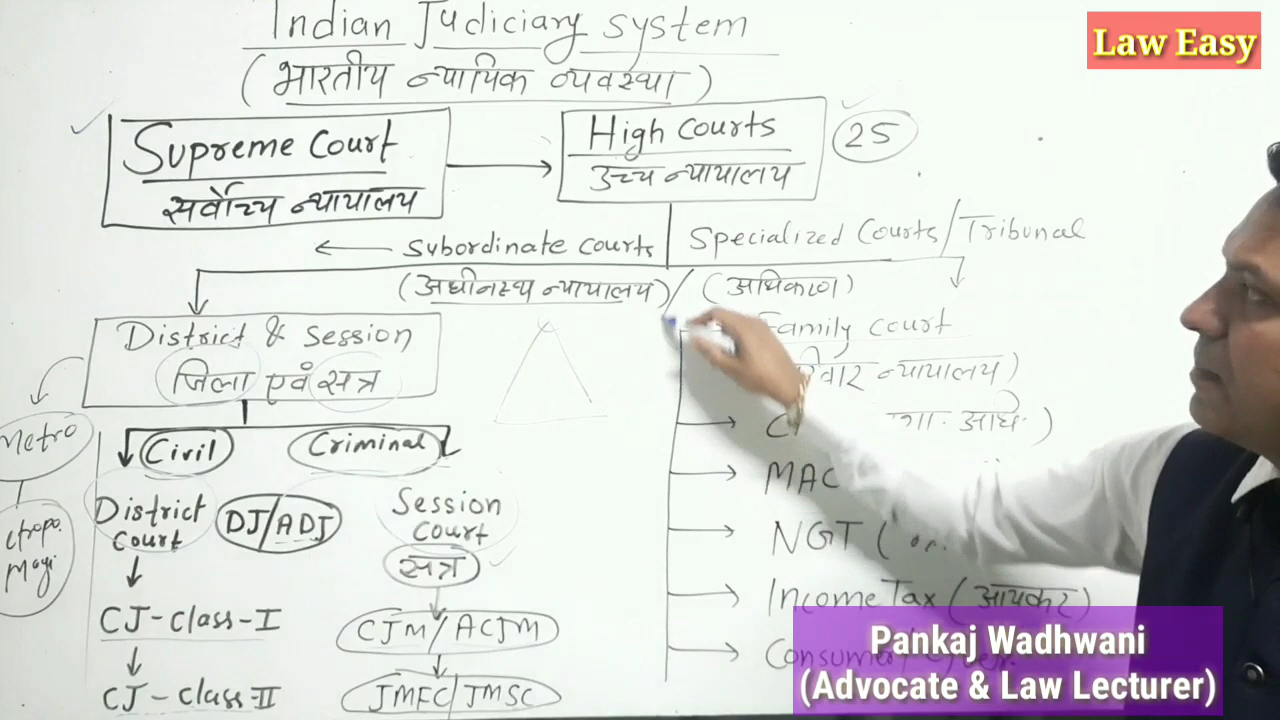 Indian Judiciary system
Law Easy
(भारतीय न्यायिक व्यवस्था)
Supreme Court
सर्वोच्य न्यायालय
High Courts
उच्च न्यायालय
25
Subordinate courts
Specialized Courts/Tribunal
(अधीनस्थ न्यायालय)/
(अधिकरण)
District & Session
जिला एवं सत्र
Family court
न्यायालय)
Metro
Civil
Criminal
MAC
District
Court
DJ/ADJ
Session
Court
सत्र
NGT (
Magi
CJ-Class-I
CJM/ACJM
Income Tax (आयकर)
CJ-Class-II
JMFC/JMSC
Consumer
Pankaj Wadhwani
(Advocate & Law Lecturer)